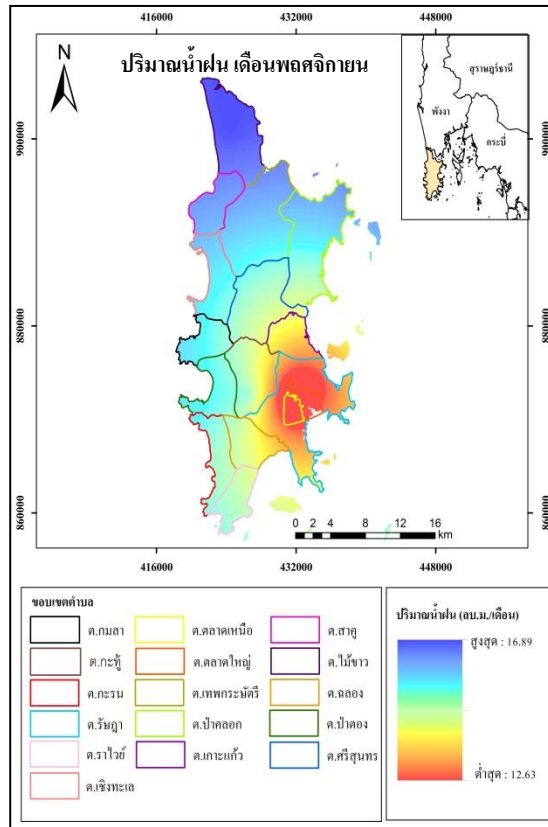 416000 432000 448000
N
ปริมาณน้ำฝน เดือนพฤศจิกายน
สุราษฎร์ธานี
พังงา
กระบี่
900000 900000
880000 880000
860000 860000
0 2 4 8 12 16
km
416000 432000 448000
ขอบเขตตำบล
ต.กมลา ต.ตลาดเหนือ ต.สาคู
ต.กะทู้ ต.ตลาดใหญ่ ต.ไม้ขาว
ต.กะรน ต.เทพกระษัตรี ต.ฉลอง
ต.รัษฎา ต.ป่าคลอก ต.ป่าตอง
ต.ราไวย์ ต.เกาะแก้ว ต.ศรีสุนทร
ต.เชิงทะเล
ปริมาณน้ำฝน (ลบ.ม./เดือน)
สูงสุด : 16.89
ต่ำสุด : 12.63